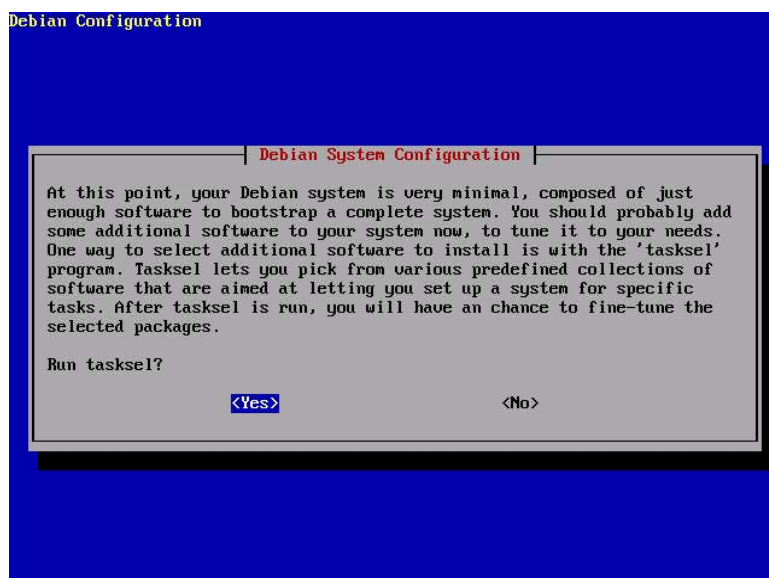 Debian Configuration
Debian System Configuration
At this point, your Debian system is very minimal, composed of just
enough software to bootstrap a complete system. You should probably add
some additional software to your system now, to tune it to your needs.
One way to select additional software to install is with the 'tasksel'
program. Tasksel lets you pick from various predefined collections of
software that are aimed at letting you set up a system for specific
tasks. After tasksel is run, you will have an chance to fine-tune the
selected packages.
Run tasksel?
<Yes> <No>